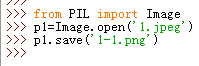 >>>
>>> from PIL import Image
>>> p1=Image.open('1.jpeg')
>>> p1.save('1-1.png')
>>>